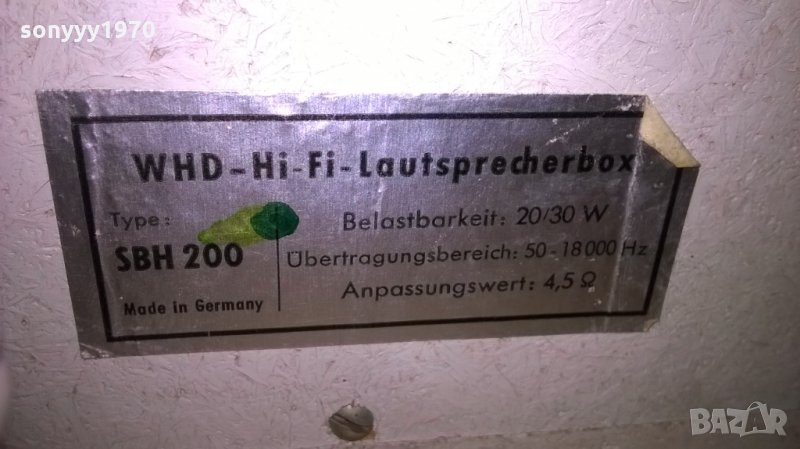 sonyyy1970
WHD-Hi-Fi-Lautsprecherbox
Type:
SBH 200
Made in Germany
Belastbarkeit: 20/30 W
Übertragungsbereich: 50-18000 Hz
Anpassungswert: 4,5 Ω
BAZAR